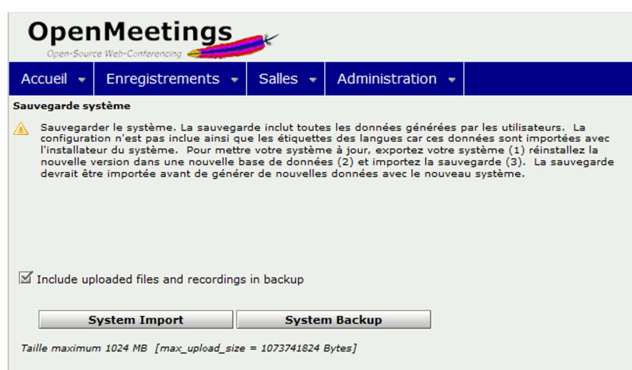 OpenMeetings
Open-Source Web-Conferencing
Accueil Enregistrements Salles Administration
Sauvegarde système
Sauvegarder le système. La sauvegarde inclut toutes les données générées par les utilisateurs. La
configuration n'est pas inclue ainsi que les étiquettes des langues car ces données sont importées avec
l'installateur du système. Pour mettre votre système à jour, exportez votre système (1) réinstallez la
nouvelle version dans une nouvelle base de données (2) et importez la sauvegarde (3). La sauvegarde
devrait être importée avant de générer de nouvelles données avec le nouveau système.
Include uploaded files and recordings in backup
System Import System Backup
Taille maximum 1024 MB [max_upload_size = 1073741824 Bytes]